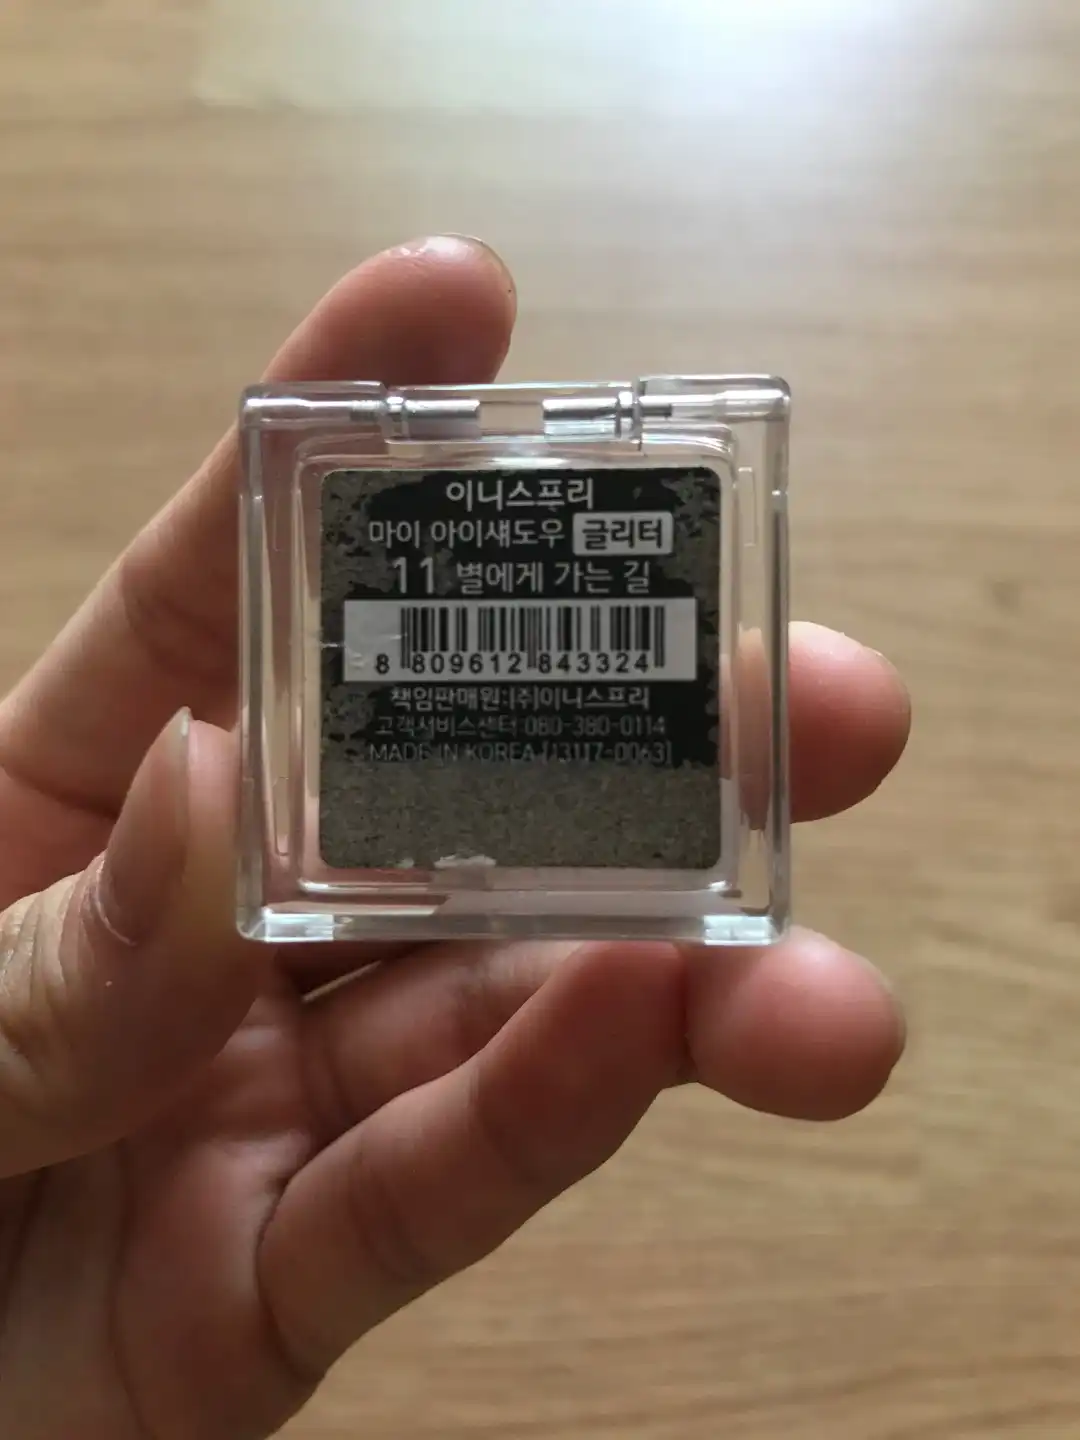 이니스프리
마이 아이섀도우 글리터
11 별에게 가는 길
8 809612 843324
책임판매원:(주)이니스프리
고객서비스센터 080-380-0114
MADE IN KOREA [J3117-0063]